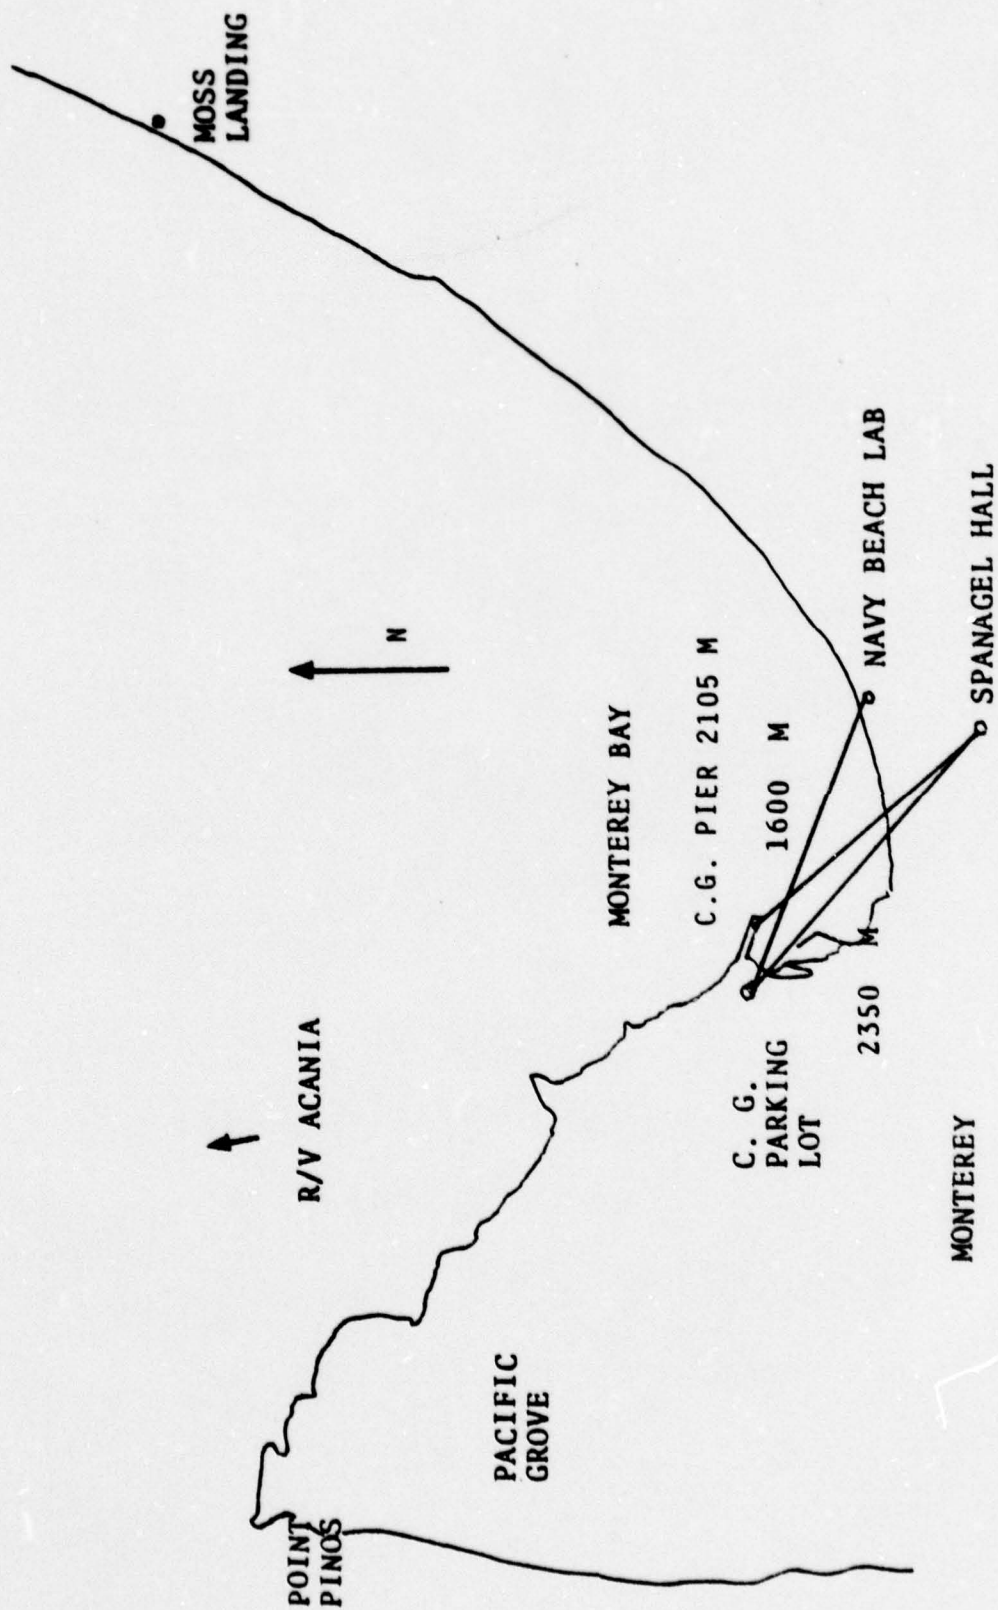 MOSS
LANDING
POINT
PINOS
R/V ACANIA
N
PACIFIC
GROVE
MONTEREY BAY
C.G. PIER 2105 M
C. G.
PARKING
LOT
1600 M
2350 M
NAVY BEACH LAB
MONTEREY
SPANAGEL HALL